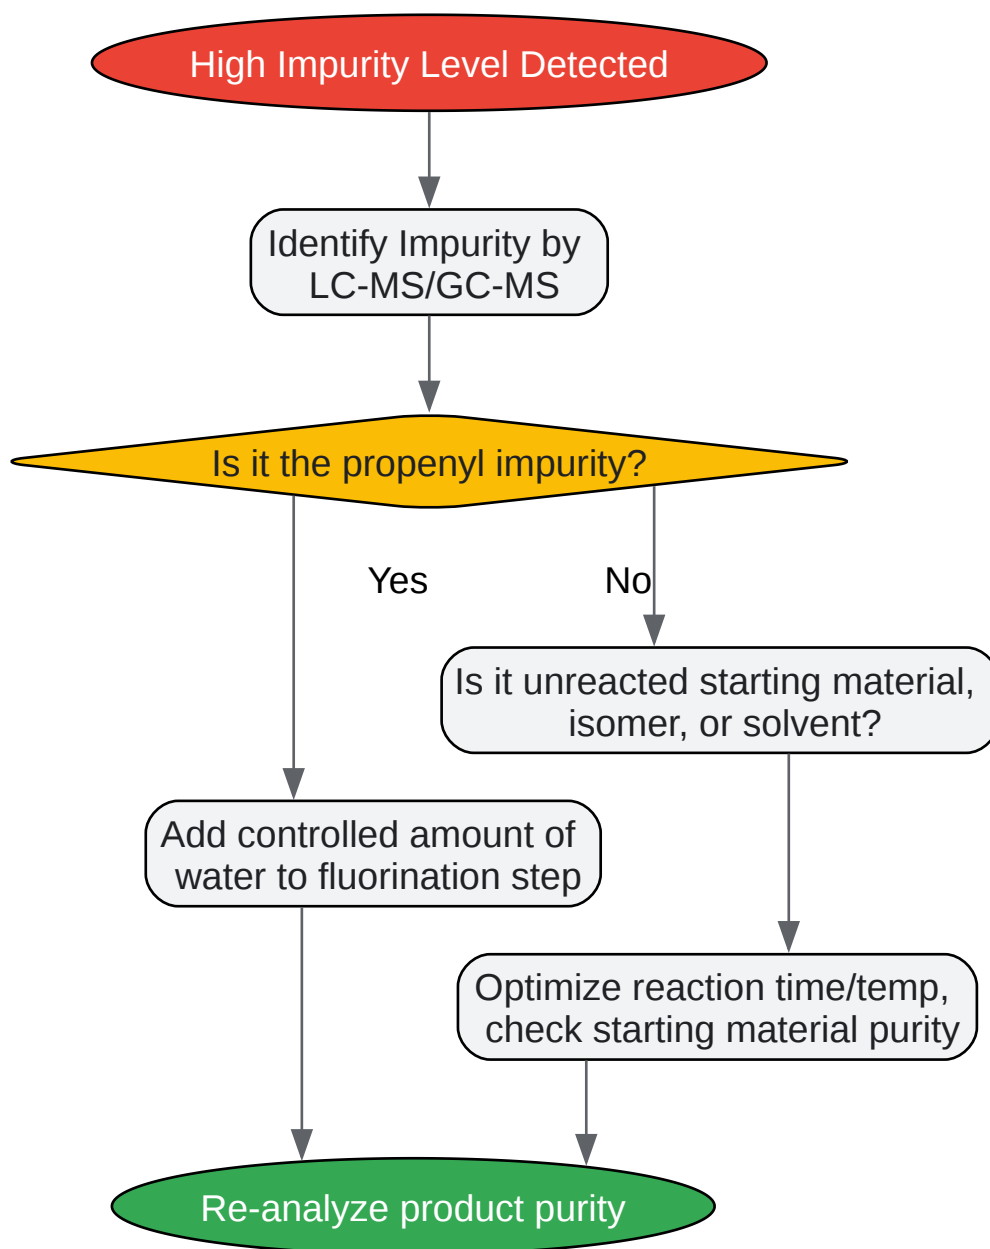 High Impurity Level Detected
Identify Impurity by
LC-MS/GC-MS
Is it the propenyl impurity?
Yes
No
Is it unreacted starting material,
isomer, or solvent?
Add controlled amount of
water to fluorination step
Optimize reaction time/temp,
check starting material purity
Re-analyze product purity